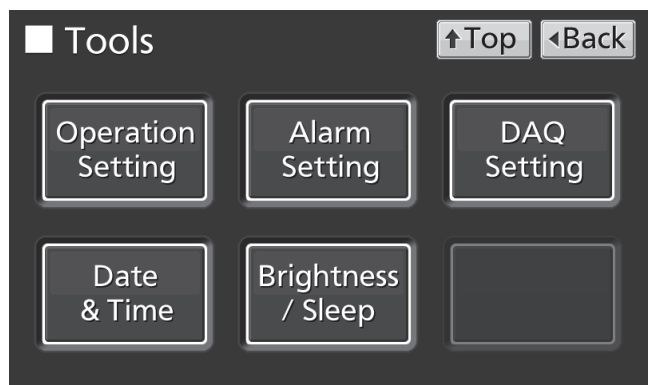 Tools
↑Top
◂Back
Operation
Setting
Alarm
Setting
DAQ
Setting
Date
& Time
Brightness
/ Sleep